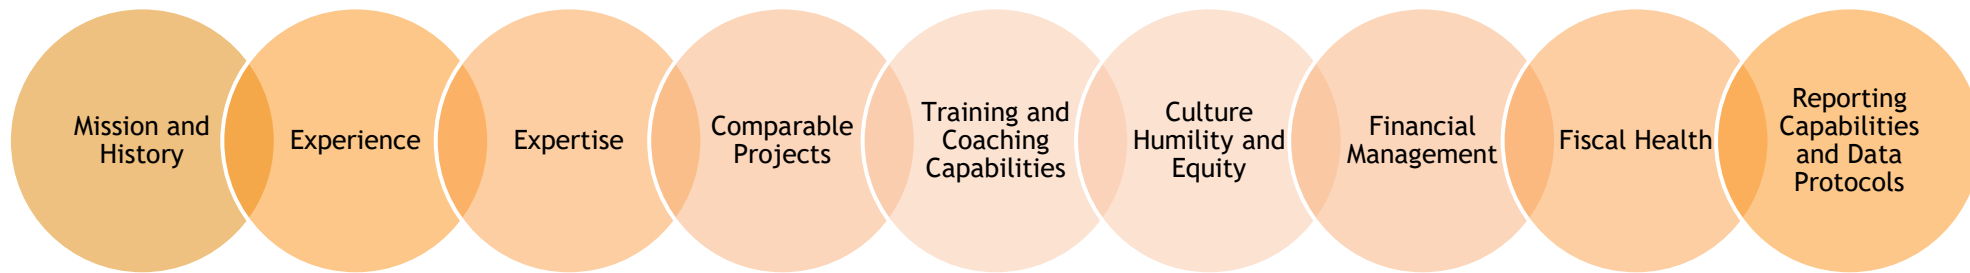 Mission and
History
Experience
Expertise
Comparable
Projects
Training and
Coaching
Capabilities
Culture
Humility and
Equity
Financial
Management
Fiscal Health
Reporting
Capabilities
and Data
Protocols